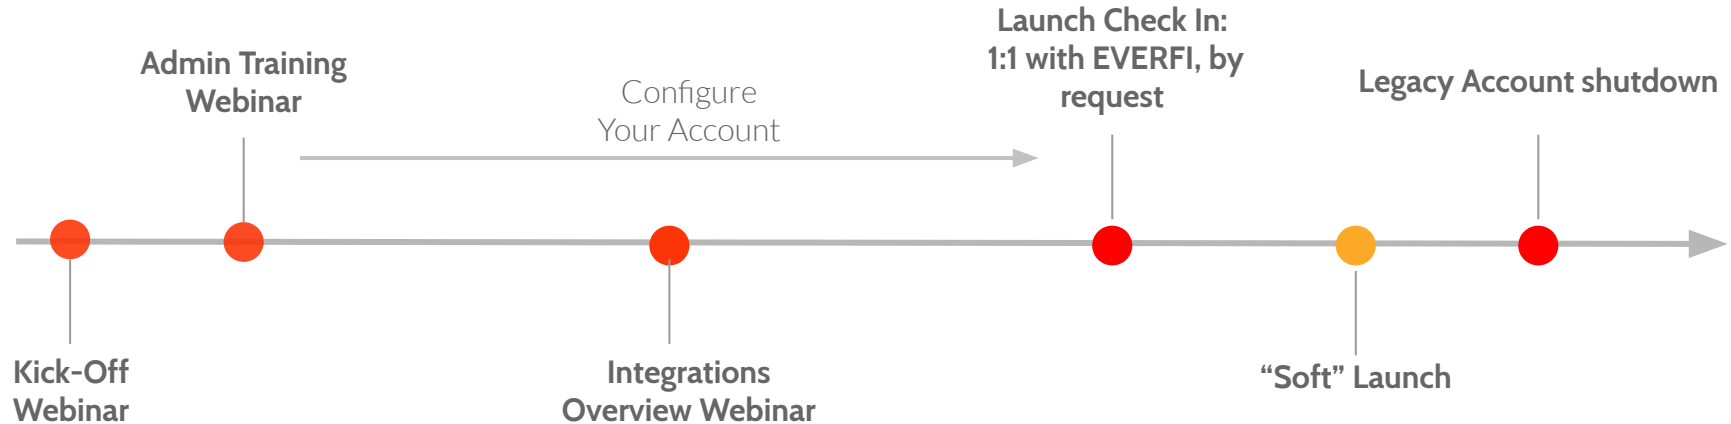 Launch Check In:
1:1 with EVERFI, by
request
Admin Training
Webinar
Configure
Your Account
Legacy Account shutdown
Kick-Off
Webinar
Integrations
Overview Webinar
“Soft” Launch